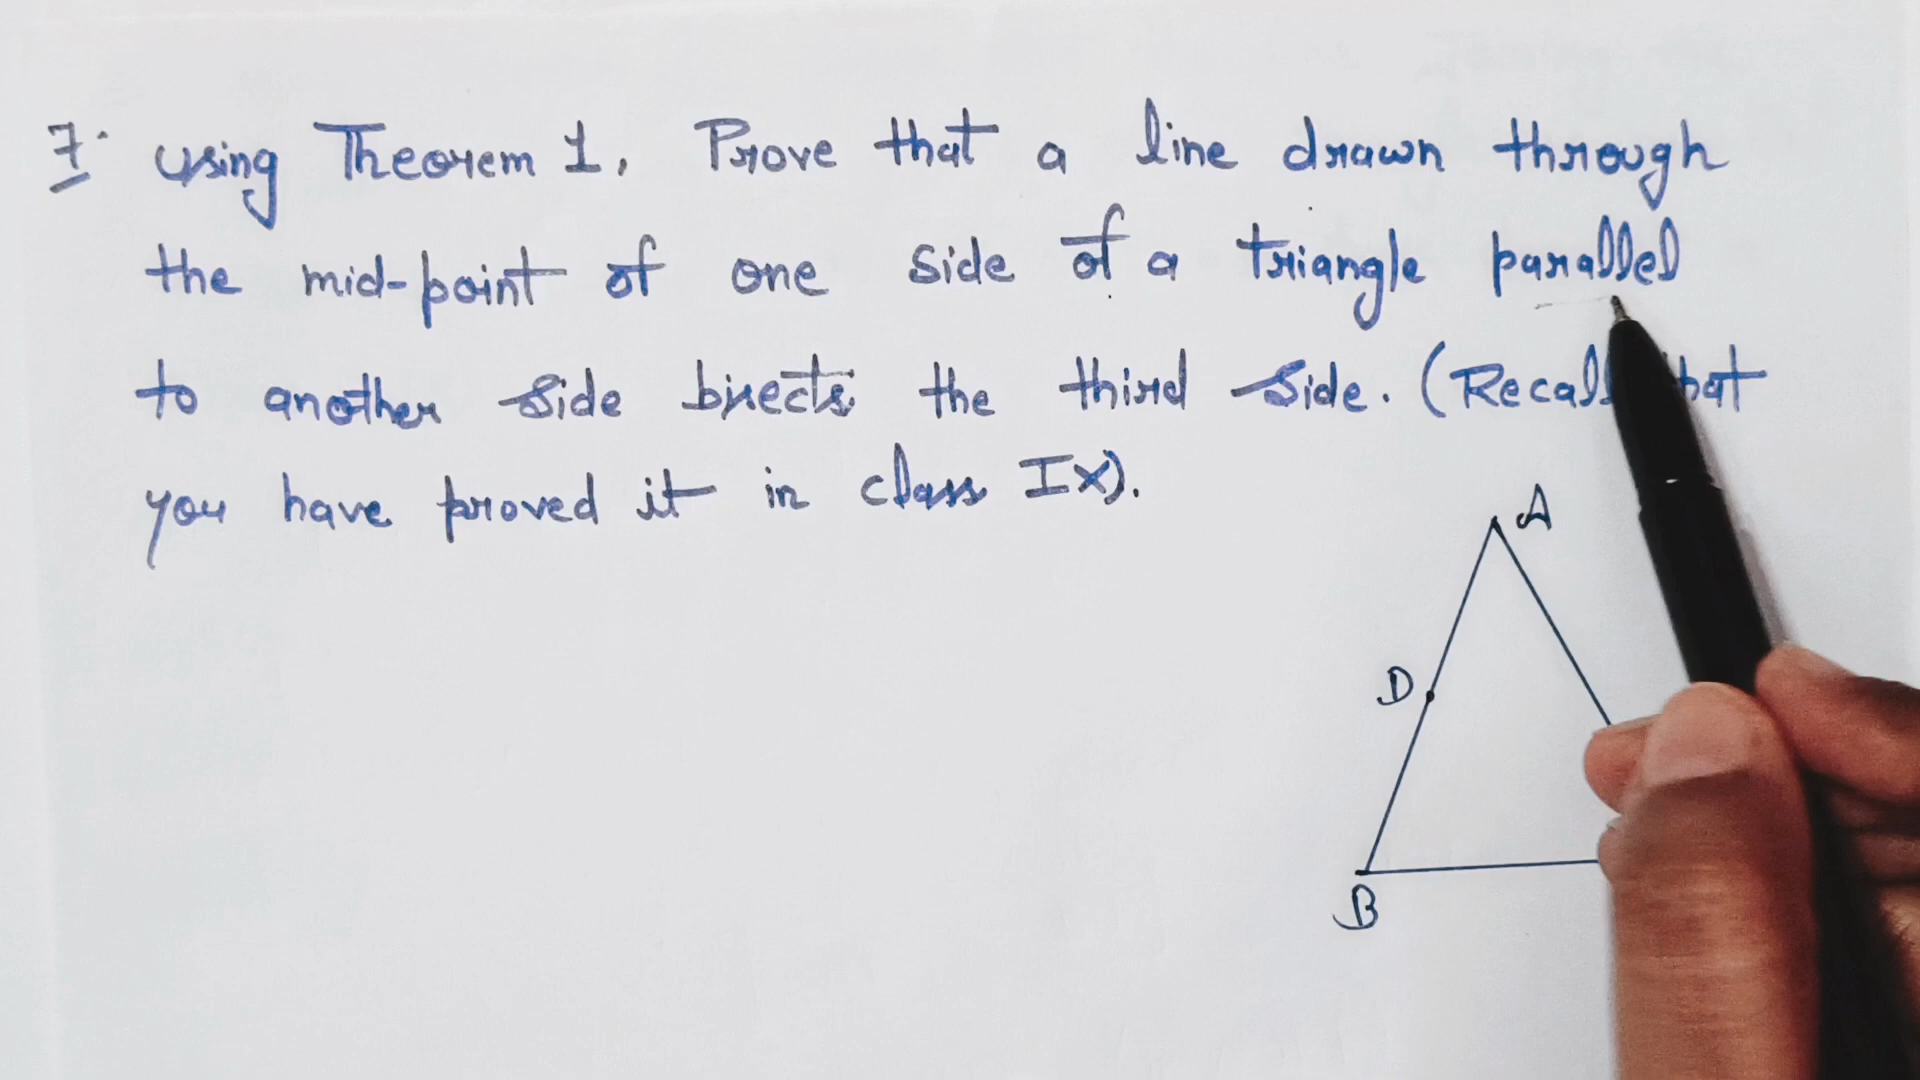 7. using Theorem 1, Prove that a line drawn through
the mid-point of one side of a triangle parallel
to another side bisects the third side. (Recall that
you have proved it in class IX).
A
D
B